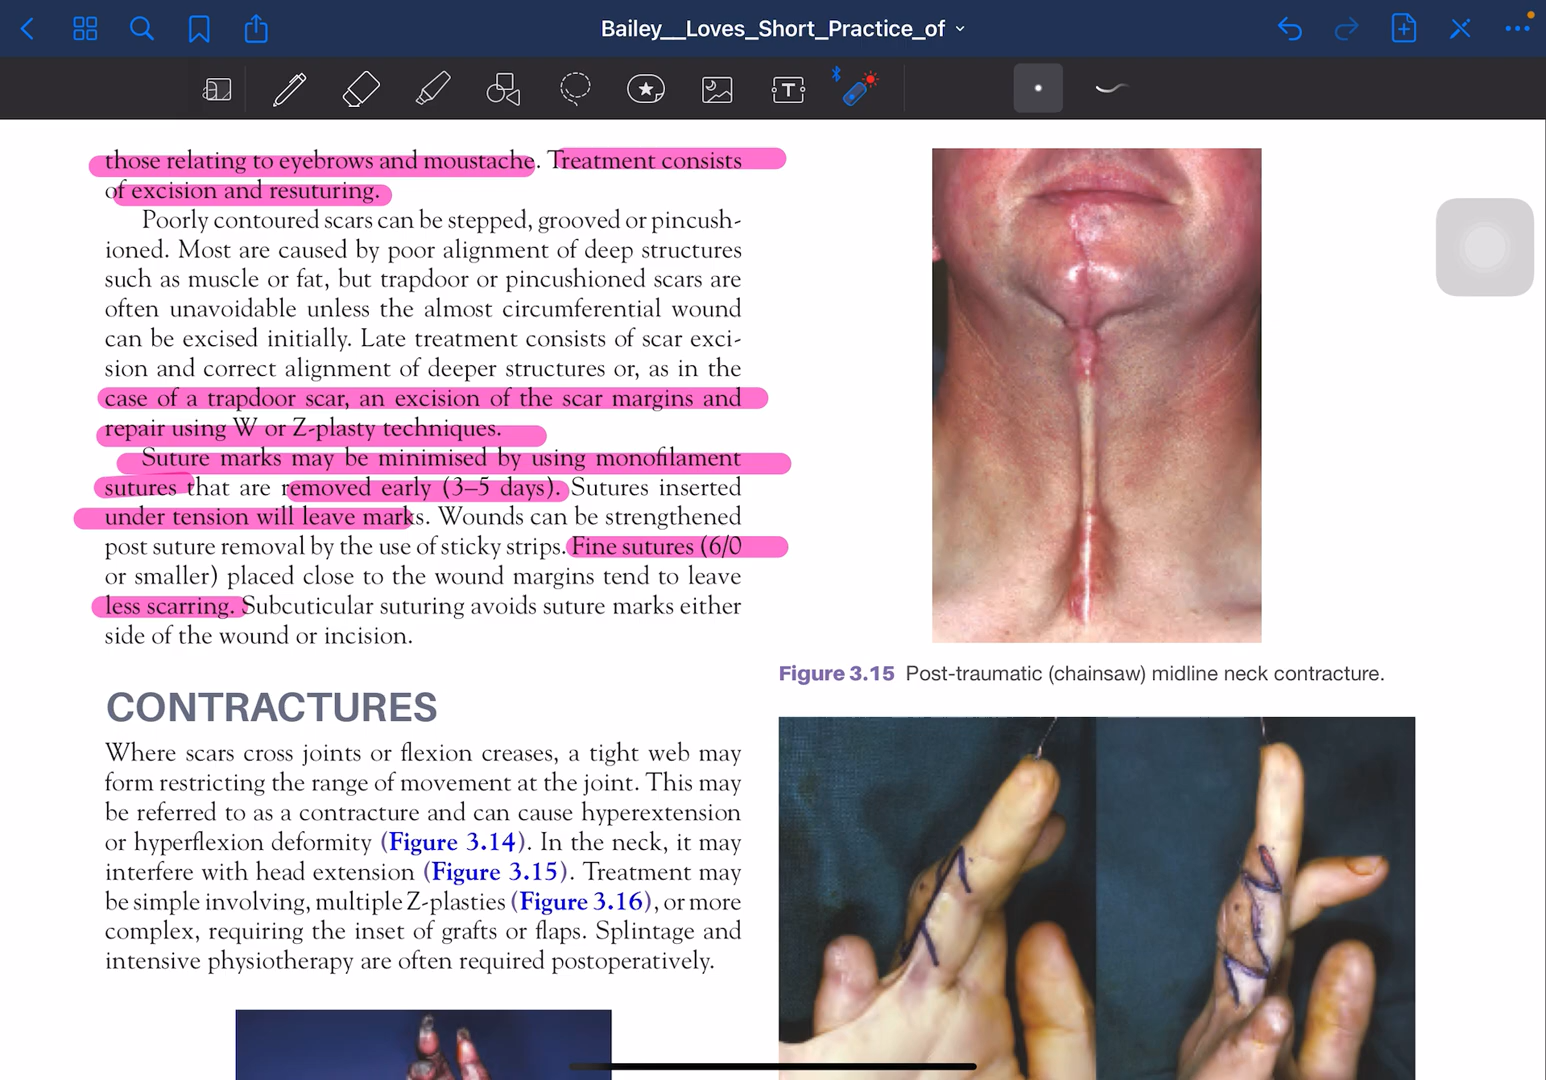 Bailey__Loves_Short_Practice_of
T
those relating to eyebrows and moustache. Treatment consists
of excision and resuturing.
Poorly contoured scars can be stepped, grooved or pincush-
ioned. Most are caused by poor alignment of deep structures
such as muscle or fat, but trapdoor or pincushioned scars are
often unavoidable unless the almost circumferential wound
can be excised initially. Late treatment consists of scar exci-
sion and correct alignment of deeper structures or, as in the
case of a trapdoor scar, an excision of the scar margins and
repair using W or Z-plasty techniques.
Suture marks may be minimised by using monofilament
sutures that are removed early (3–5 days). Sutures inserted
under tension will leave marks. Wounds can be strengthened
post suture removal by the use of sticky strips. Fine sutures (6/0
or smaller) placed close to the wound margins tend to leave
less scarring. Subcuticular suturing avoids suture marks either
side of the wound or incision.
CONTRACTURES
Where scars cross joints or flexion creases, a tight web may
form restricting the range of movement at the joint. This may
be referred to as a contracture and can cause hyperextension
or hyperflexion deformity (Figure 3.14). In the neck, it may
interfere with head extension (Figure 3.15). Treatment may
be simple involving, multiple Z-plasties (Figure 3.16), or more
complex, requiring the inset of grafts or flaps. Splintage and
intensive physiotherapy are often required postoperatively.
Figure 3.15 Post-traumatic (chainsaw) midline neck contracture.